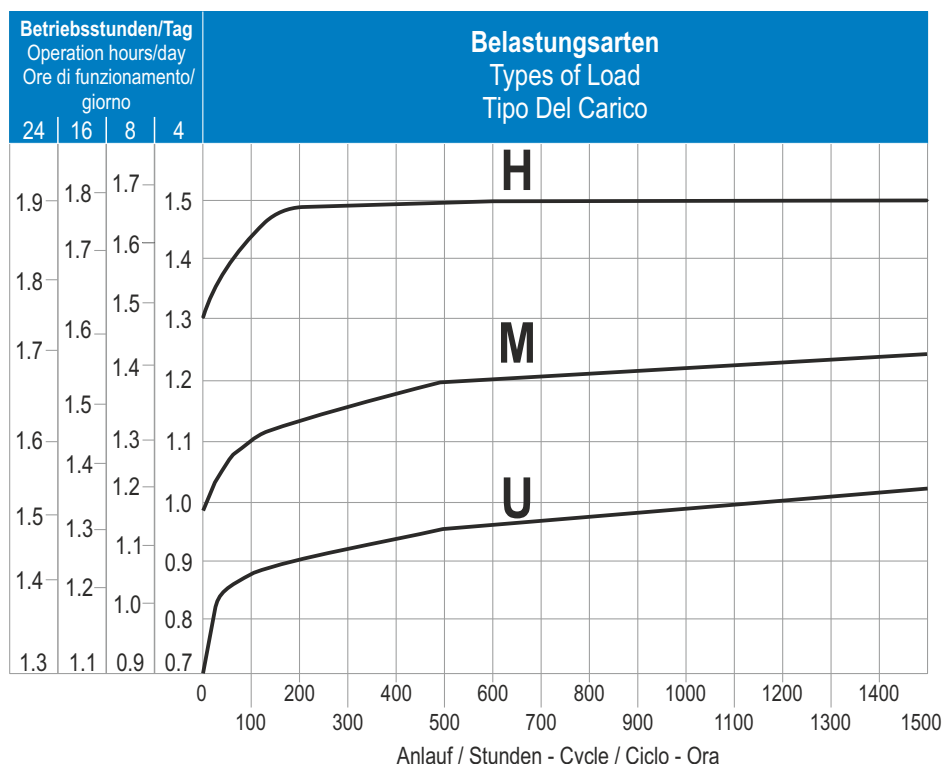 Betriebsstunden/Tag
Operation hours/day
Ore di funzionamento/
giorno
24 16 8 4
Belastungsarten
Types of Load
Tipo Del Carico
H
1.7
1.9 1.8 1.5
1.7 1.6 1.4
1.8
1.5
1.6 1.3
M
1.7
1.4
1.2
1.5
1.6 1.3 1.1
1.4
1.2
U
1.5 1.0
1.3
1.1
0.9
1.4 1.2
1.0
0.8
1.3 1.1 0.9 0.7
0 200 400 600 800 1000 1200 1400
100 300 500 700 900 1100 1300 1500
Anlauf / Stunden - Cycle / Ciclo - Ora